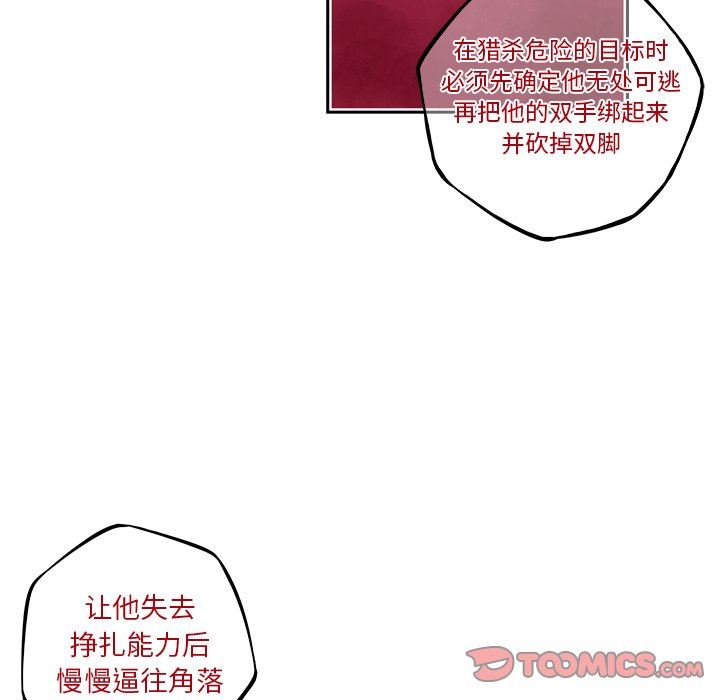 在猎杀危险的目标时
必须先确定他无处可逃
再把他的双手绑起来
并砍掉双脚
让他失去
挣扎能力后
慢慢逼往角落
TOOMICS.COM